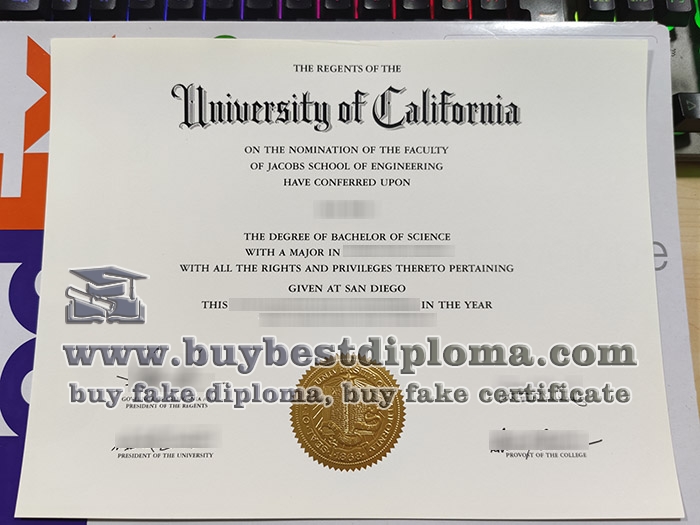 THE REGENTS OF THE
University of California
ON THE NOMINATION OF THE FACULTY
OF JACOBS SCHOOL OF ENGINEERING
HAVE CONFERRED UPON
THE DEGREE OF BACHELOR OF SCIENCE
WITH A MAJOR IN
WITH ALL THE RIGHTS AND PRIVILEGES THERETO PERTAINING
GIVEN AT SAN DIEGO
THIS IN THE YEAR
www.buybestdiploma.com
buy fake diploma, buy fake certificate
PRESIDENT OF THE REGENTS
PRESIDENT OF THE UNIVERSITY
PROVOST OF THE COLLEGE
1868